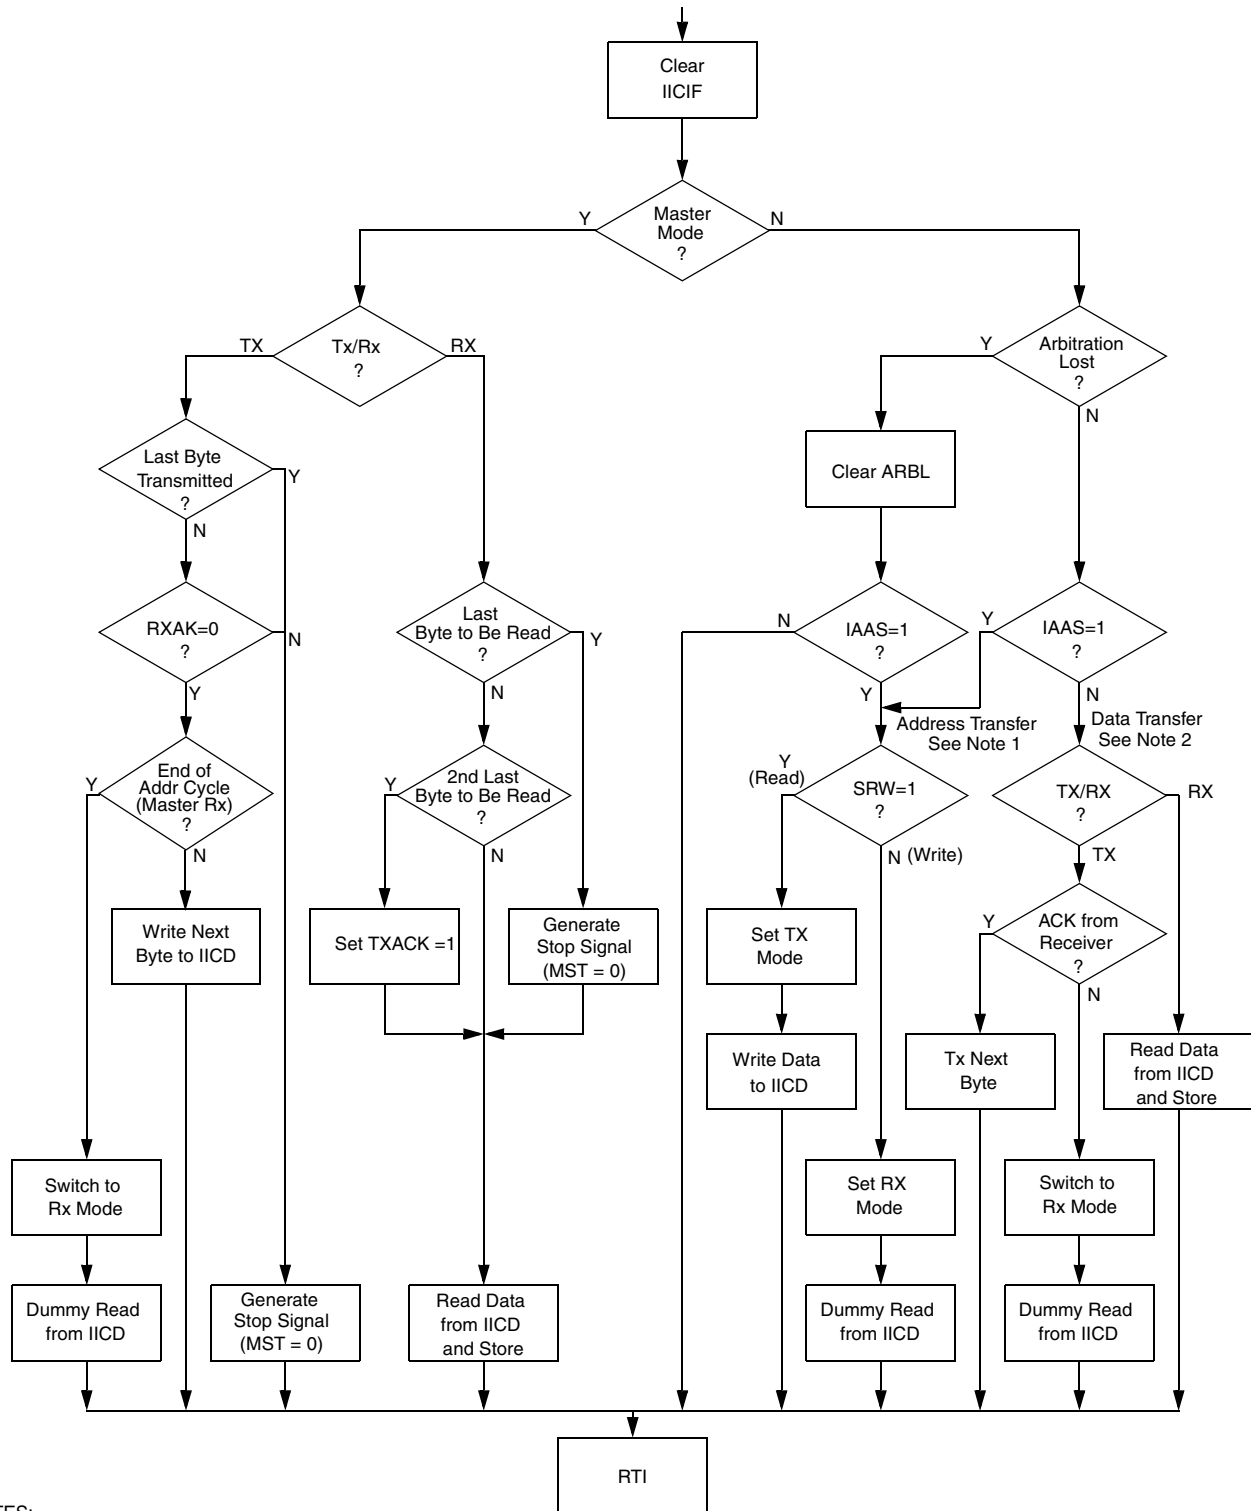 Clear
IICIF
Master
Mode
?
Y
N
Tx/Rx
?
TX
RX
Arbitration
Lost
?
Y
N
Last Byte
Transmitted
?
Y
N
Clear ARBL
RXAK=0
?
N
Y
Last
Byte to Be Read
?
Y
N
IAAS=1
?
N
Y
IAAS=1
?
Y
N
Address Transfer
See Note 1
Data Transfer
See Note 2
End of
Addr Cycle
(Master Rx)
?
Y
N
2nd Last
Byte to Be Read
?
Y
N
Y
(Read)
SRW=1
?
N (Write)
TX/RX
?
RX
TX
Write Next
Byte to IICD
Set TXACK =1
Generate
Stop Signal
(MST = 0)
Set TX
Mode
Y
ACK from
Receiver
?
N
Write Data
to IICD
Tx Next
Byte
Read Data
from IICD
and Store
Switch to
Rx Mode
Set RX
Mode
Switch to
Rx Mode
Dummy Read
from IICD
Generate
Stop Signal
(MST = 0)
Read Data
from IICD
and Store
Dummy Read
from IICD
Dummy Read
from IICD
RTI